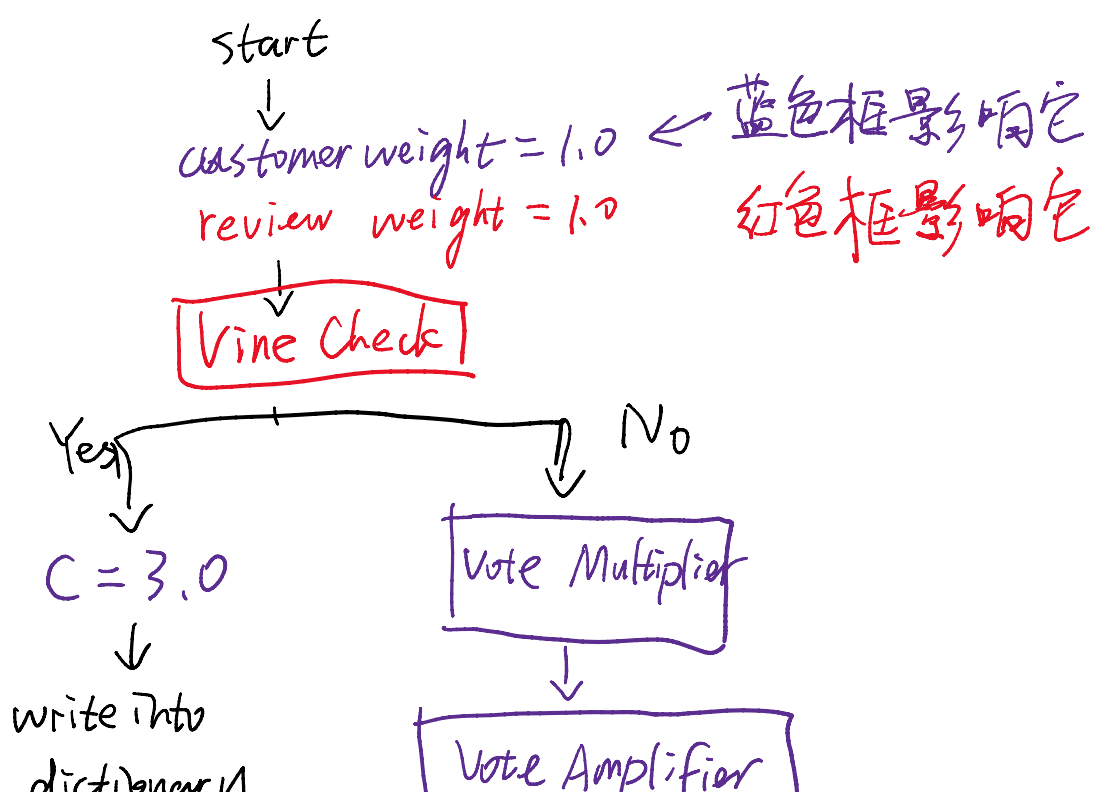 start
customer weight = 1.0 ← 蓝色框影响它
review weight = 1.0 红色框影响它
Vine Check
Yes No
C = 3.0
Vote Multiplier
write into
Vote Amplifier
dictionary